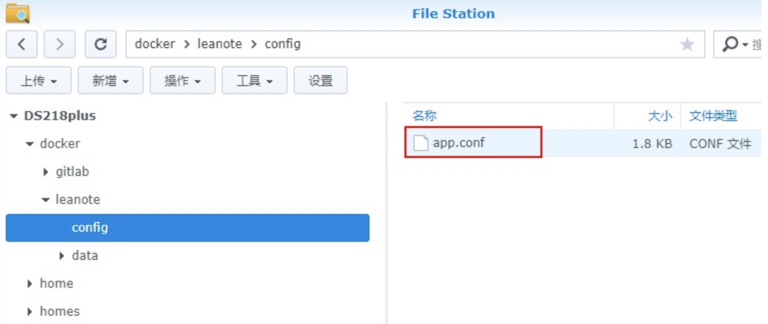 File Station
docker > leanote > config
搜
上传 新增 操作 工具 设置
DS218plus
docker
gitlab
leanote
config
data
home
homes
名称 大小 文件类型
app.conf 1.8 KB CONF 文件